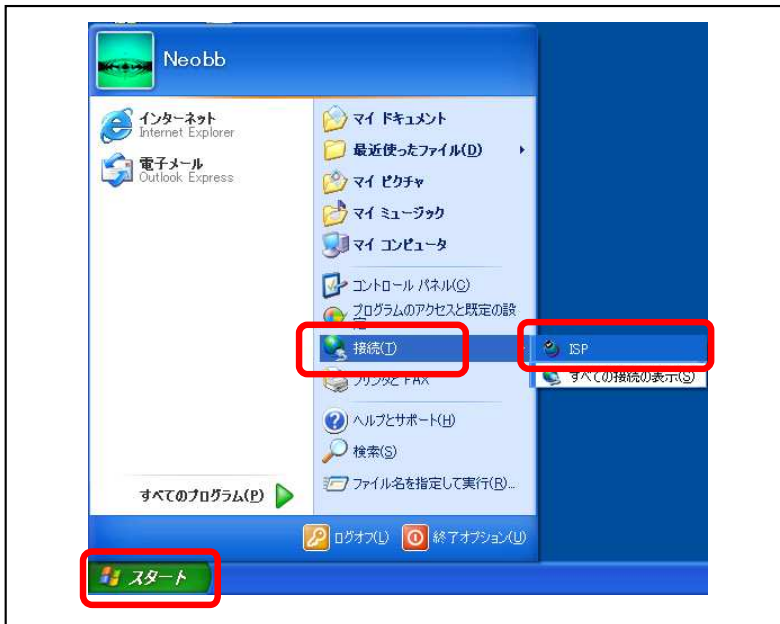 Neobb
インターネット
Internet Explorer
電子メール
Outlook Express
すべてのプログラム(P)
マイ ドキュメント
最近使ったファイル(D)
マイ ピクチャ
マイ ミュージック
マイ コンピュータ
コントロール パネル(C)
プログラムのアクセスと既定の設
定
接続(T)
プリンタと FAX
ヘルプとサポート(H)
検索(S)
ファイル名を指定して実行(R)...
ISP
すべての接続の表示(S)
ログオフ(L)
終了オプション(U)
スタート